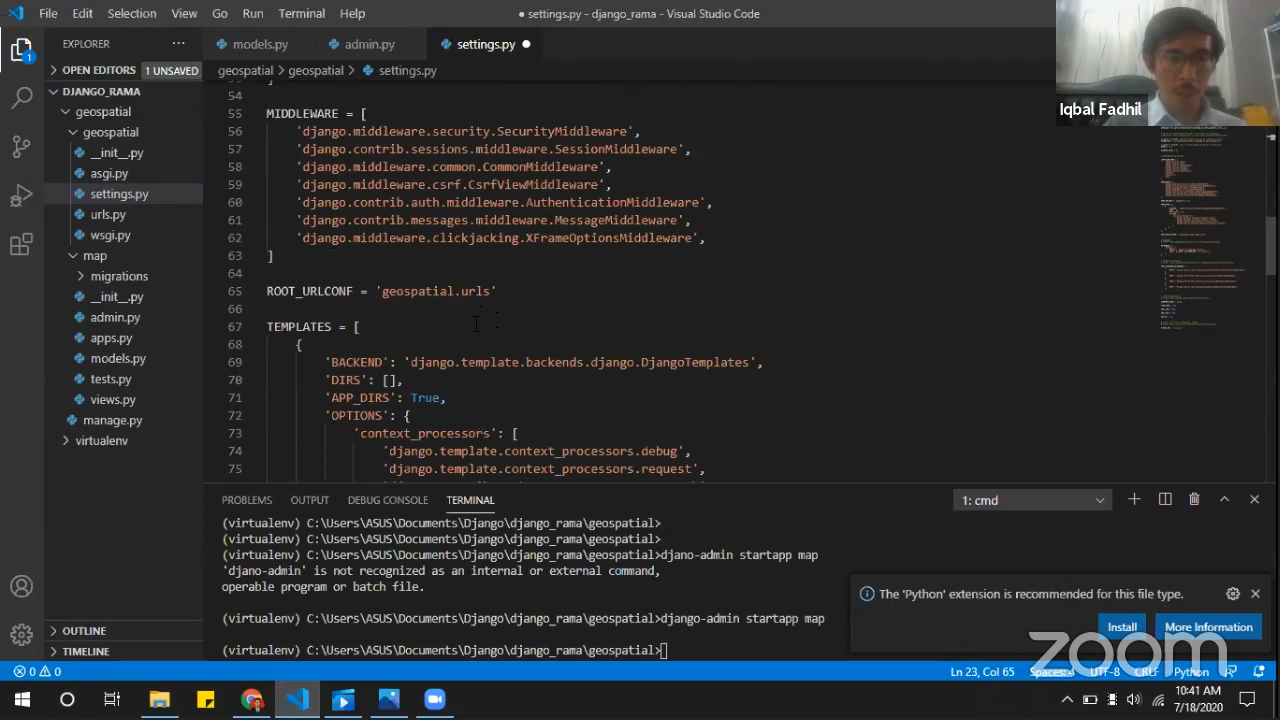 File Edit Selection View Go Run Terminal Help
● settings.py - django_rama - Visual Studio Code
EXPLORER
OPEN EDITORS 1 UNSAVED
DJANGO_RAMA
geospatial
geospatial
__init__.py
asgi.py
settings.py
urls.py
wsgi.py
map
migrations
__init__.py
admin.py
apps.py
models.py
tests.py
views.py
manage.py
virtualenv
OUTLINE
TIMELINE
models.py admin.py settings.py
geospatial > geospatial > settings.py
54
55 MIDDLEWARE = [
56 'django.middleware.security.SecurityMiddleware',
57 'django.contrib.sessions.middleware.SessionMiddleware',
58 'django.middleware.common.CommonMiddleware',
59 'django.middleware.csrf.CsrfViewMiddleware',
60 'django.contrib.auth.middleware.AuthenticationMiddleware',
61 'django.contrib.messages.middleware.MessageMiddleware',
62 'django.middleware.clickjacking.XFrameOptionsMiddleware',
63 ]
64
65 ROOT_URLCONF = 'geospatial.urls'
66
67 TEMPLATES = [
68 {
69 'BACKEND': 'django.template.backends.django.DjangoTemplates',
70 'DIRS': [],
71 'APP_DIRS': True,
72 'OPTIONS': {
73 'context_processors': [
74 'django.template.context_processors.debug',
75 'django.template.context_processors.request',
Iqbal Fadhil
PROBLEMS OUTPUT DEBUG CONSOLE TERMINAL 1: cmd
(virtualenv) C:\Users\ASUS\Documents\Django\django_rama\geospatial>
(virtualenv) C:\Users\ASUS\Documents\Django\django_rama\geospatial>
(virtualenv) C:\Users\ASUS\Documents\Django\django_rama\geospatial>djano-admin startapp map
'djano-admin' is not recognized as an internal or external command,
operable program or batch file.
(virtualenv) C:\Users\ASUS\Documents\Django\django_rama\geospatial>django-admin startapp map
(virtualenv) C:\Users\ASUS\Documents\Django\django_rama\geospatial>
The 'Python' extension is recommended for this file type.
Install More Information
zoom
0 0 Ln 23, Col 65 Spaces: 4 UTF-8 CRLF Python
10:41 AM
7/18/2020